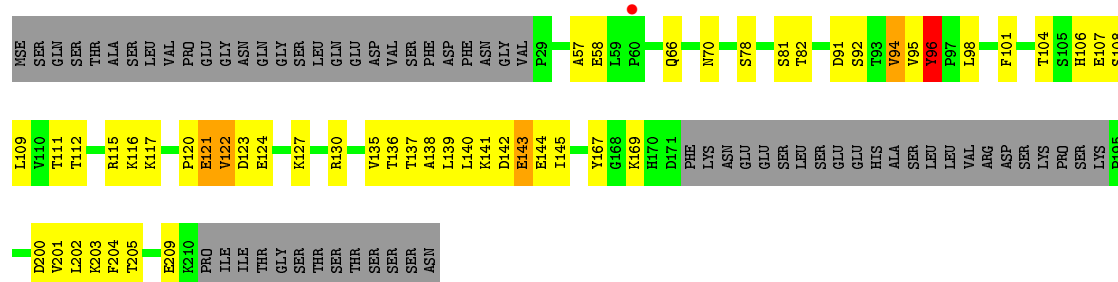 MSE SER GLN SER THR ALA SER LEU VAL PRO GLU GLY ASN GLN GLY SER LEU GLN GLU ASP VAL SER PHE ASP PHE ASN GLY VAL P29 A57 E58 L59 P60 Q66 N70 S78 S81 T82 D91 S92 T93 V94 V95 Y96 P97 L98 F101 T104 S105 H106 E107 S108
L109 V110 T111 T112 R115 K116 K117 P120 E121 V122 D123 E124 K127 R130 V135 T136 T137 A138 L139 L140 K141 D142 E143 E144 I145 Y167 G168 K169 H170 D171 PHE LYS ASN GLU GLU SER LEU SER GLU GLU HIS ALA SER LEU LEU VAL ARG ASP SER LYS PRO SER LYS P195
D200 V201 L202 K203 F204 T205 E209 K210 PRO ILE ILE THR GLY SER THR SER THR SER SER SER ASN